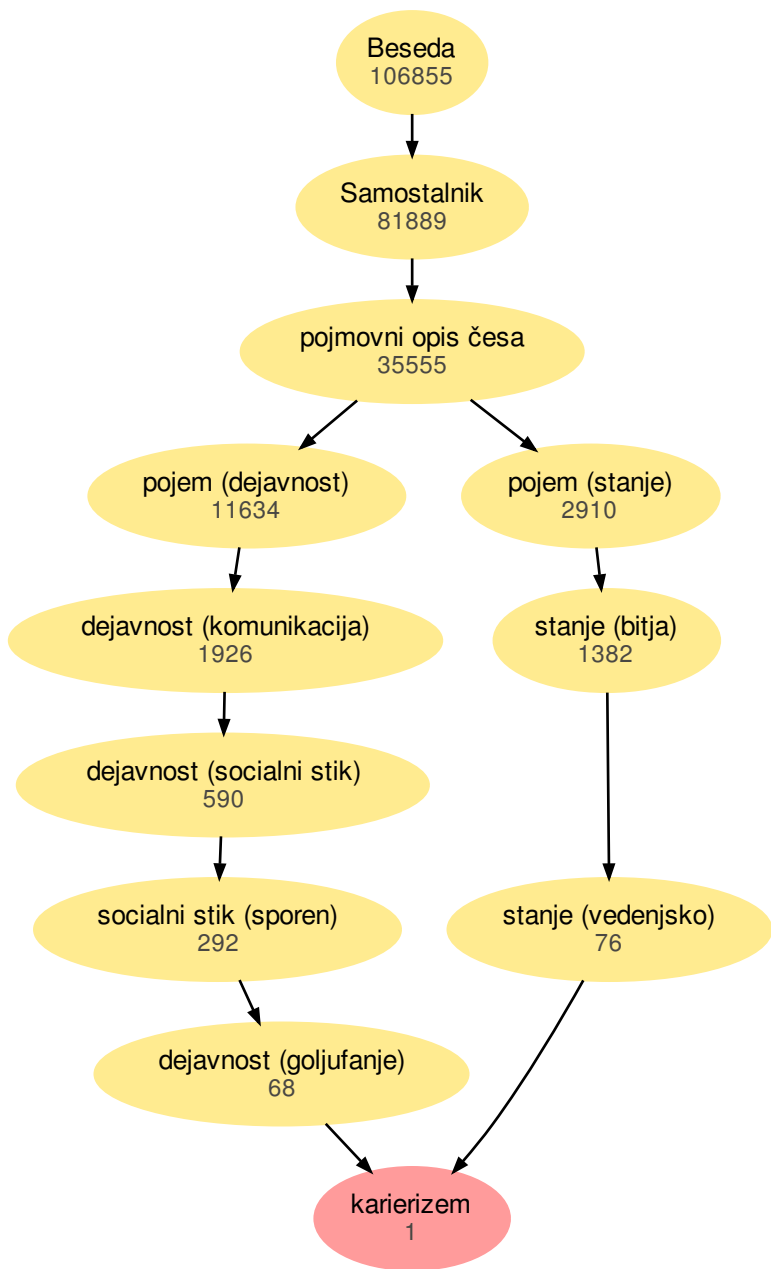 Beseda
106855
Samostalnik
81889
pojmovni opis česa
35555
pojem (dejavnost)
11634
pojem (stanje)
2910
dejavnost (komunikacija)
1926
stanje (bitja)
1382
dejavnost (socialni stik)
590
socialni stik (sporen)
292
stanje (vedenjsko)
76
dejavnost (goljufanje)
68
karierizem
1